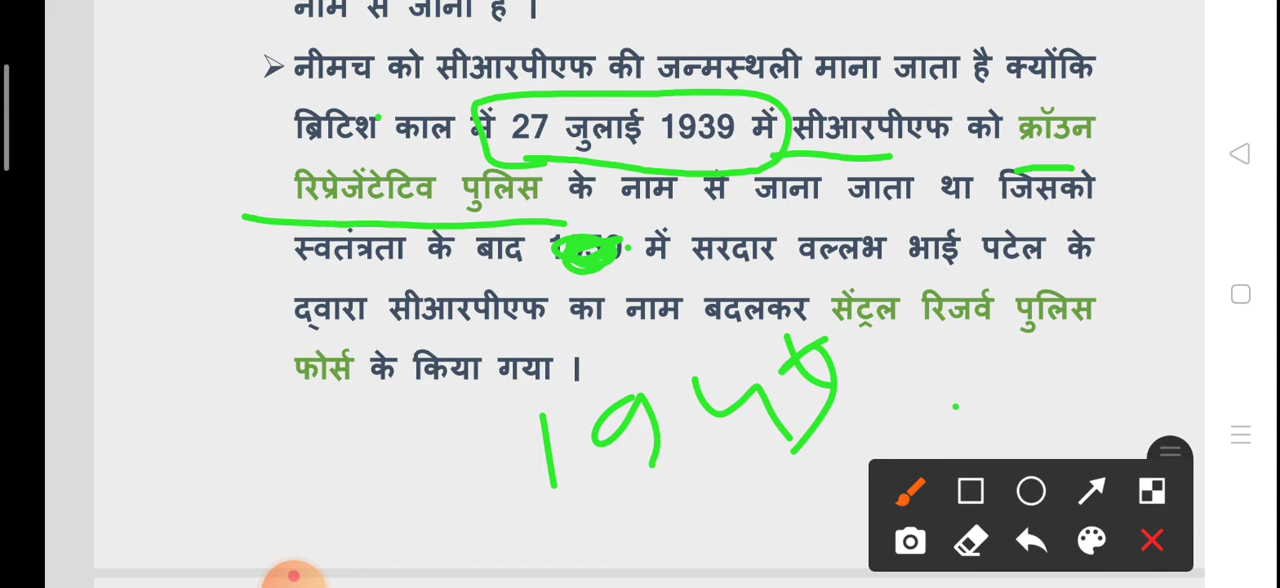 नाम से जाना है ।
➢ नीमच को सीआरपीएफ की जन्मस्थली माना जाता है क्योंकि
ब्रिटिश काल में 27 जुलाई 1939 में सीआरपीएफ को क्रॉउन
रिप्रेजेंटेटिव पुलिस के नाम से जाना जाता था जिसको
स्वतंत्रता के बाद में सरदार वल्लभ भाई पटेल के
द्वारा सीआरपीएफ का नाम बदलकर सेंट्रल रिजर्व पुलिस
फोर्स के किया गया ।